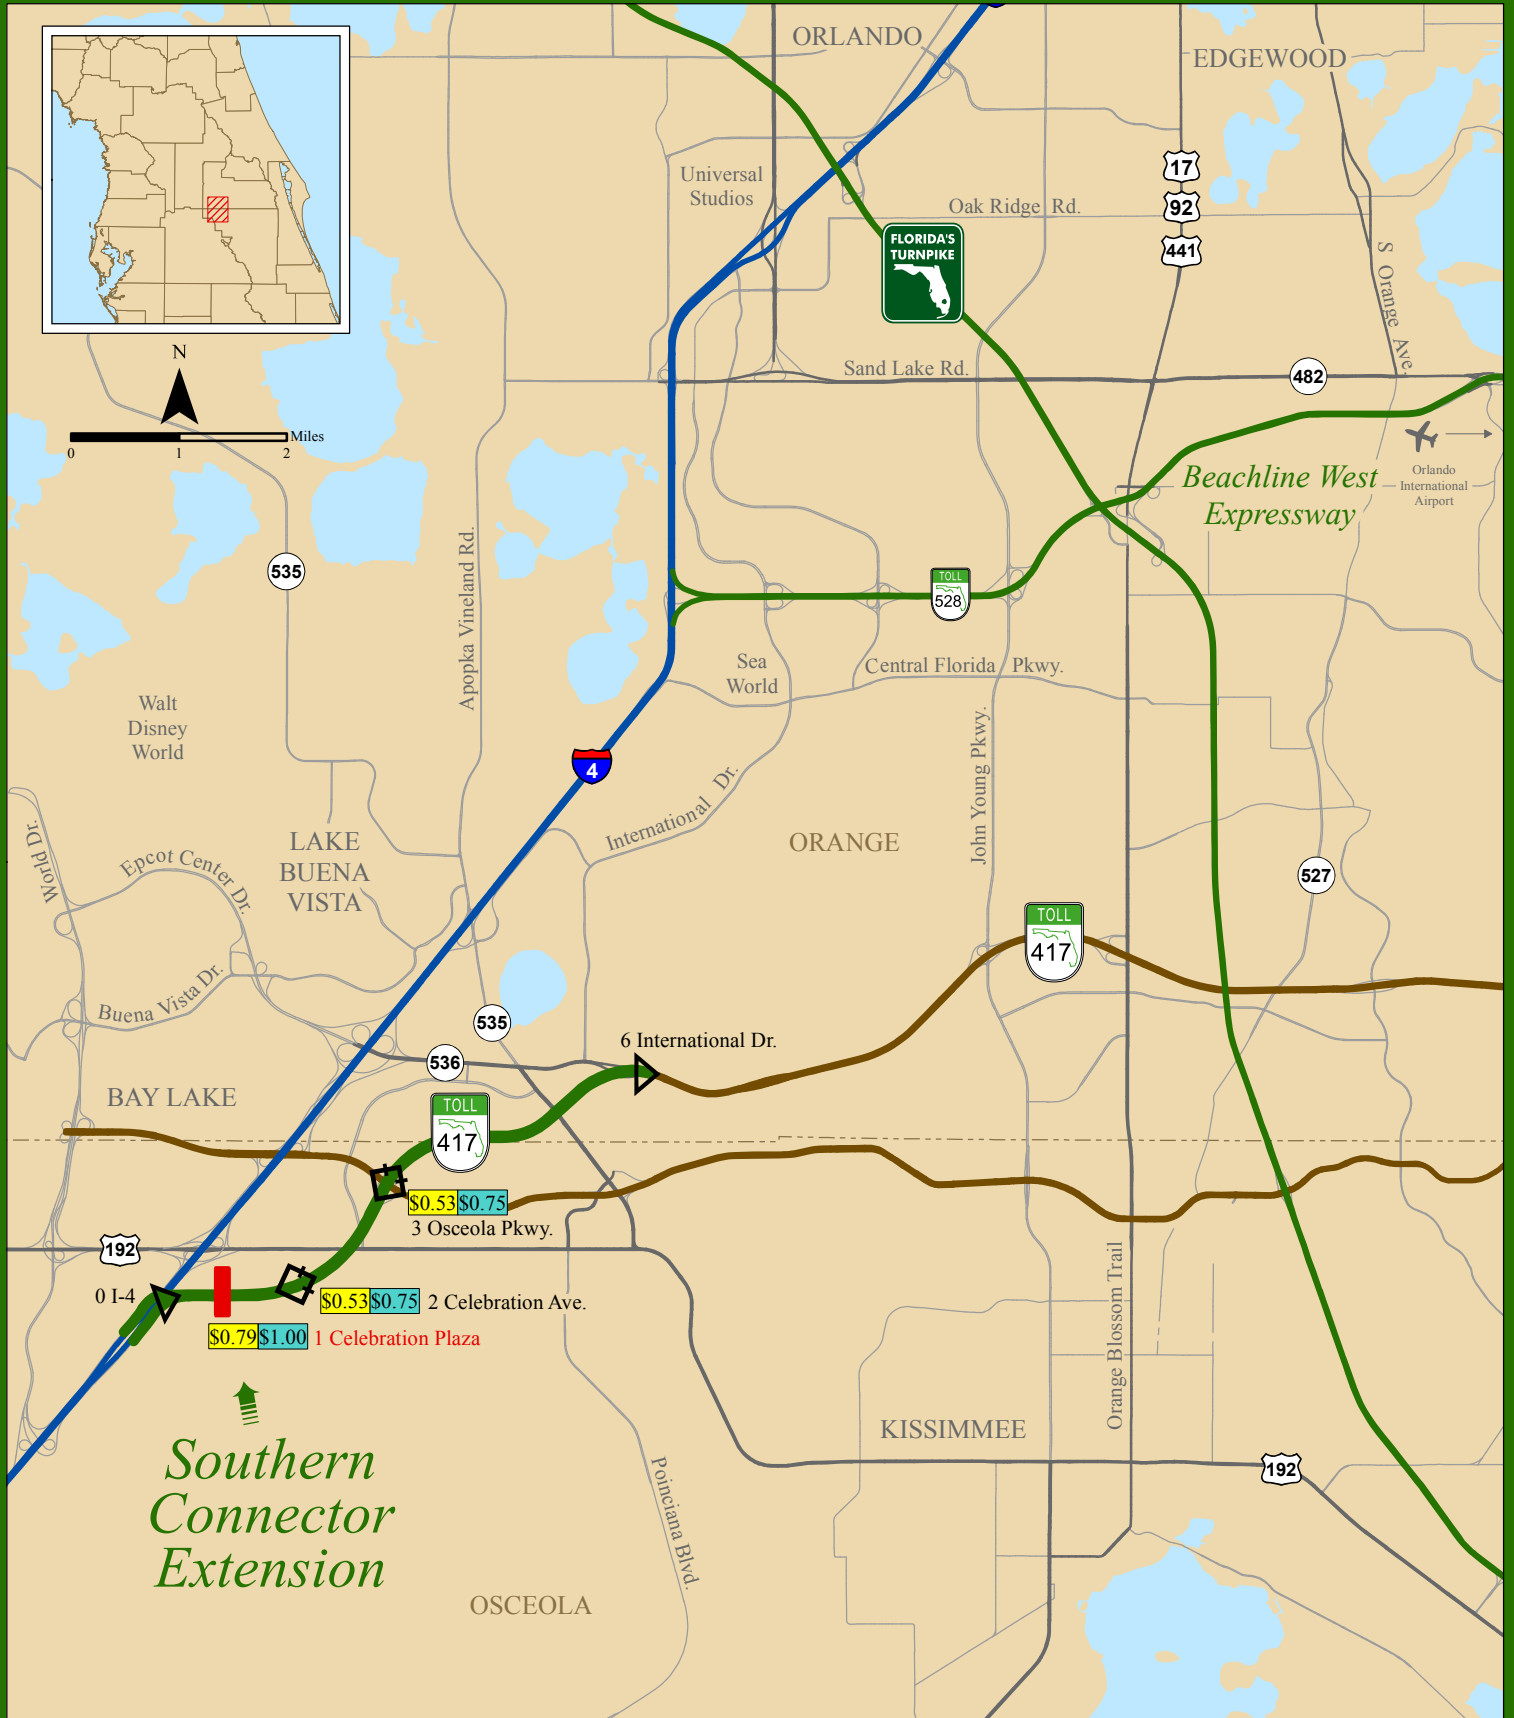 ORLANDO
EDGEWOOD
17
92
441
Universal
Studios
Oak Ridge Rd.
FLORIDA'S
TURNPIKE
S Orange Ave.
N
Miles
0 1 2
Sand Lake Rd.
482
Beachline West
Expressway
Orlando
International
Airport
535
Apopka Vineland Rd.
TOLL
528
Sea
World
Central Florida Pkwy.
Walt
Disney
World
4
International Dr.
John Young Pkwy.
ORANGE
World Dr.
Epcot Center Dr.
LAKE
BUENA
VISTA
527
TOLL
417
Buena Vista Dr.
535
536
6 International Dr.
BAY LAKE
TOLL
417
$0.53 $0.75
3 Osceola Pkwy.
192
0 I-4
$0.53 $0.75 2 Celebration Ave.
$0.79 $1.00 1 Celebration Plaza
Orange Blossom Trail
Southern
Connector
Extension
KISSIMMEE
192
Poinciana Blvd.
OSCEOLA